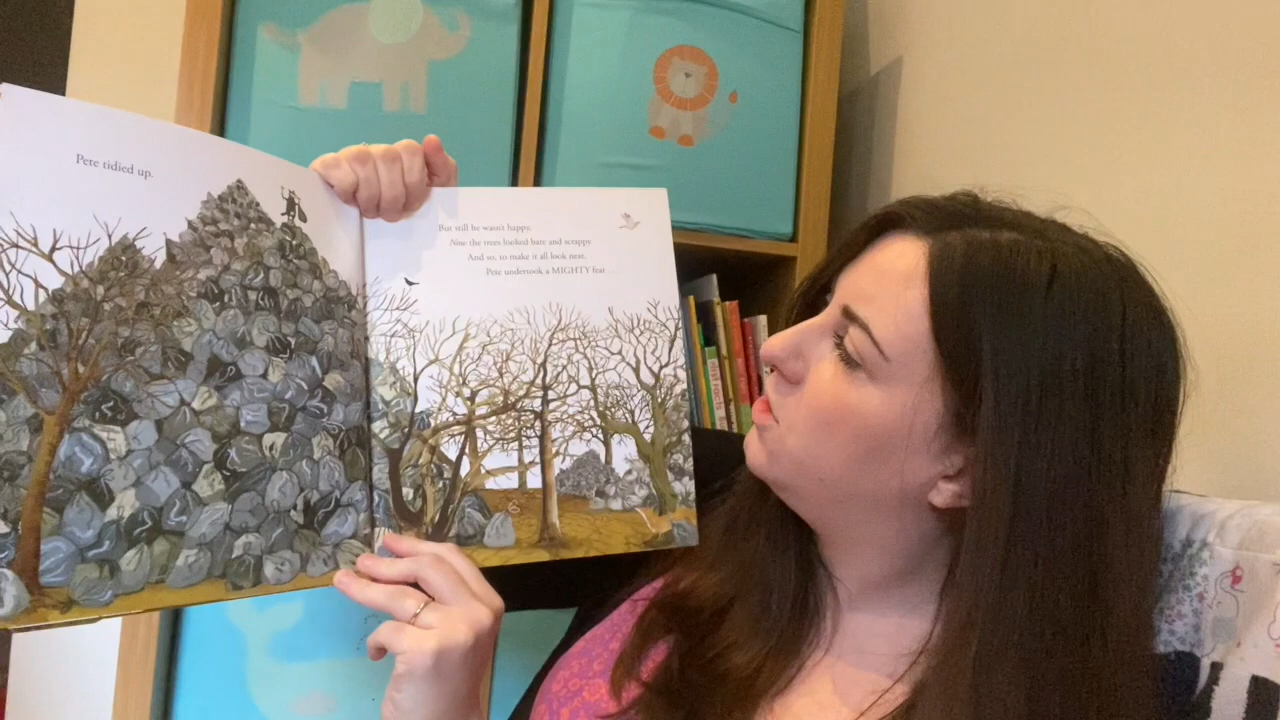 Pete tidied up.
But still he wasn't happy,
Now the trees looked bare and scrappy.
And so, to make it all look neat,
Pete undertook a MIGHTY feat...
first